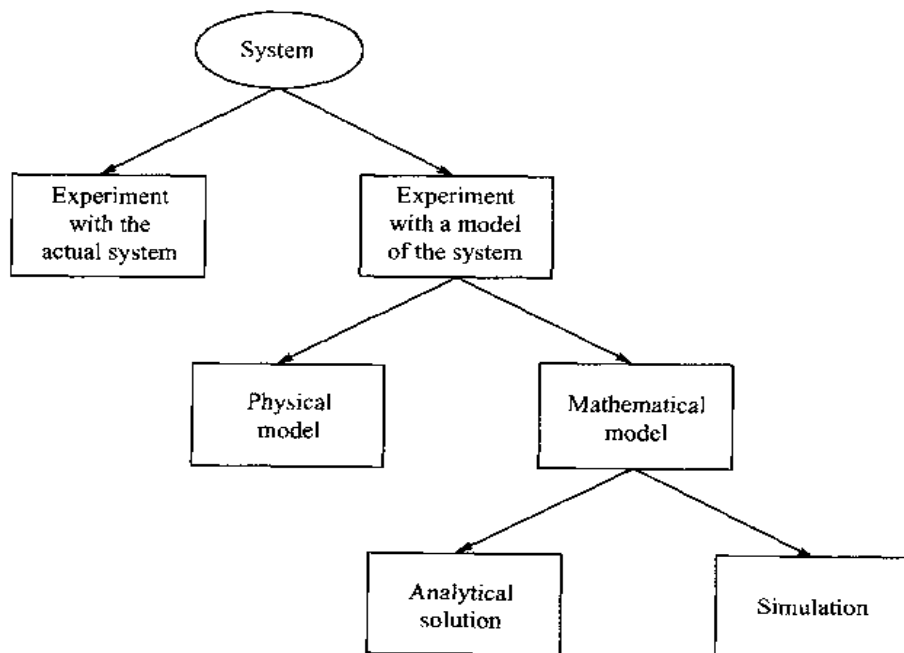 System
Experiment
with the
actual system
Experiment
with a model
of the system
Physical
model
Mathematical
model
Analytical
solution
Simulation